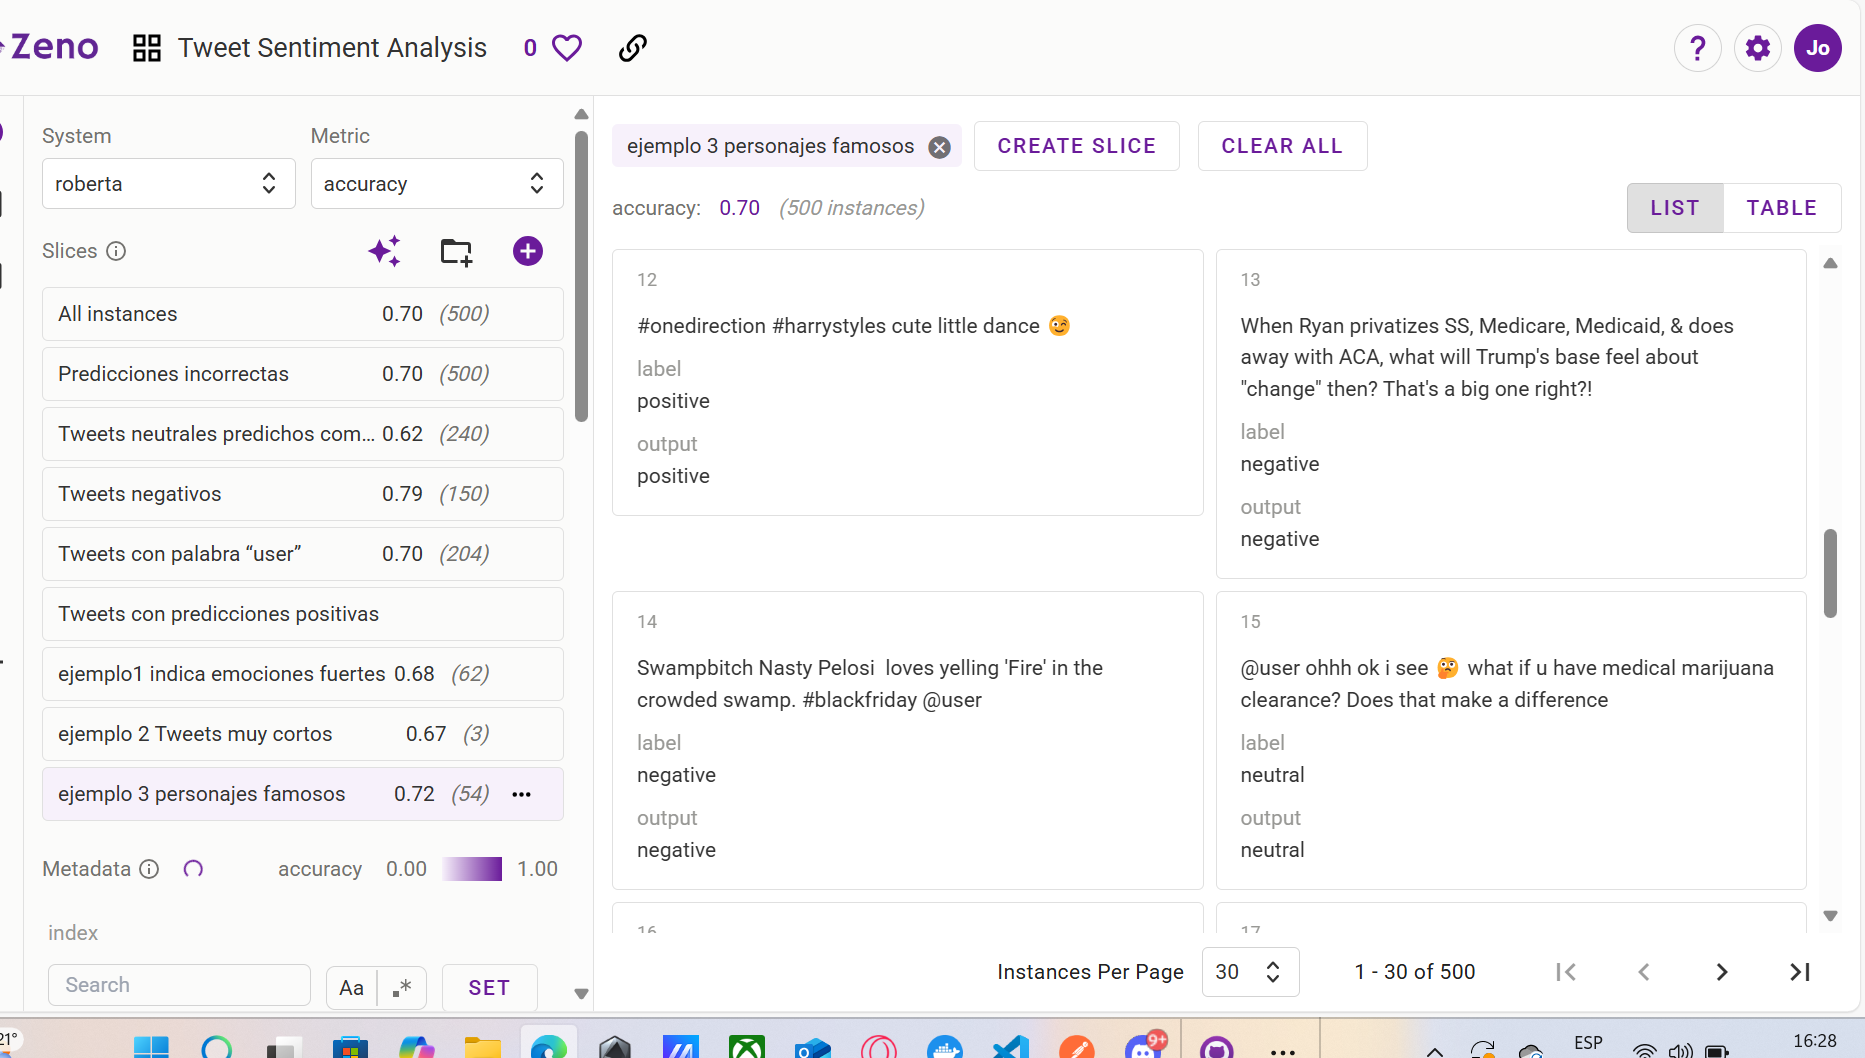 Zeno
Tweet Sentiment Analysis
0
?
Jo
System
Metric
roberta
accuracy
Slices
All instances 0.70 (500)
Predicciones incorrectas 0.70 (500)
Tweets neutrales predichos com... 0.62 (240)
Tweets negativos 0.79 (150)
Tweets con palabra “user” 0.70 (204)
Tweets con predicciones positivas
ejemplo1 indica emociones fuertes 0.68 (62)
ejemplo 2 Tweets muy cortos 0.67 (3)
ejemplo 3 personajes famosos 0.72 (54)
Metadata accuracy 0.00 1.00
index
Search
Aa
.*
SET
ejemplo 3 personajes famosos
CREATE SLICE
CLEAR ALL
accuracy: 0.70 (500 instances)
LIST
TABLE
12
#onedirection #harrystyles cute little dance 😉
label
positive
output
positive
13
When Ryan privatizes SS, Medicare, Medicaid, & does
away with ACA, what will Trump's base feel about
"change" then? That's a big one right?!
label
negative
output
negative
14
Swampbitch Nasty Pelosi loves yelling 'Fire' in the
crowded swamp. #blackfriday @user
label
negative
output
negative
15
@user ohhh ok i see 🤔 what if u have medical marijuana
clearance? Does that make a difference
label
neutral
output
neutral
16
17
Instances Per Page
30
1 - 30 of 500
21°
9+
ESP
16:28